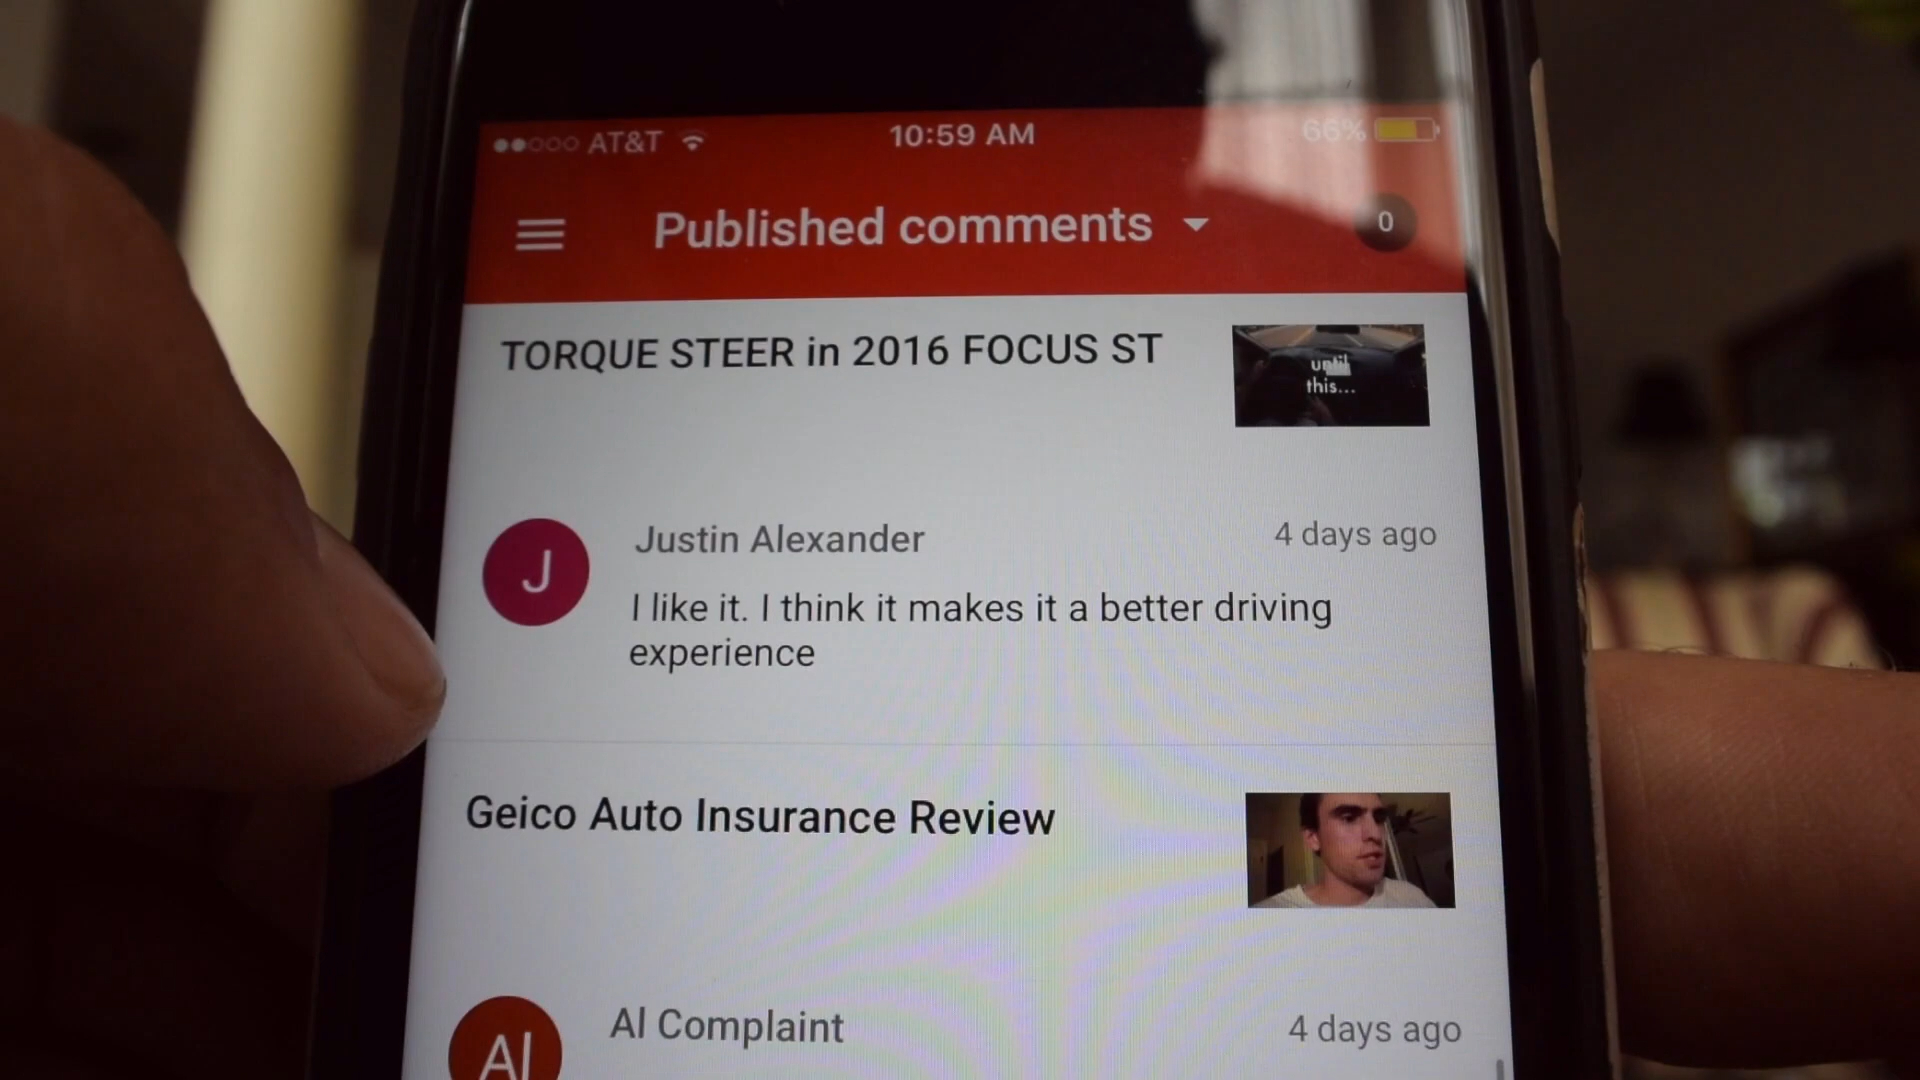 AT&T 10:59 AM 66%
Published comments 0
TORQUE STEER in 2016 FOCUS ST
until
this...
J
Justin Alexander 4 days ago
I like it. I think it makes it a better driving
experience
Geico Auto Insurance Review
Al Complaint 4 days ago
Al